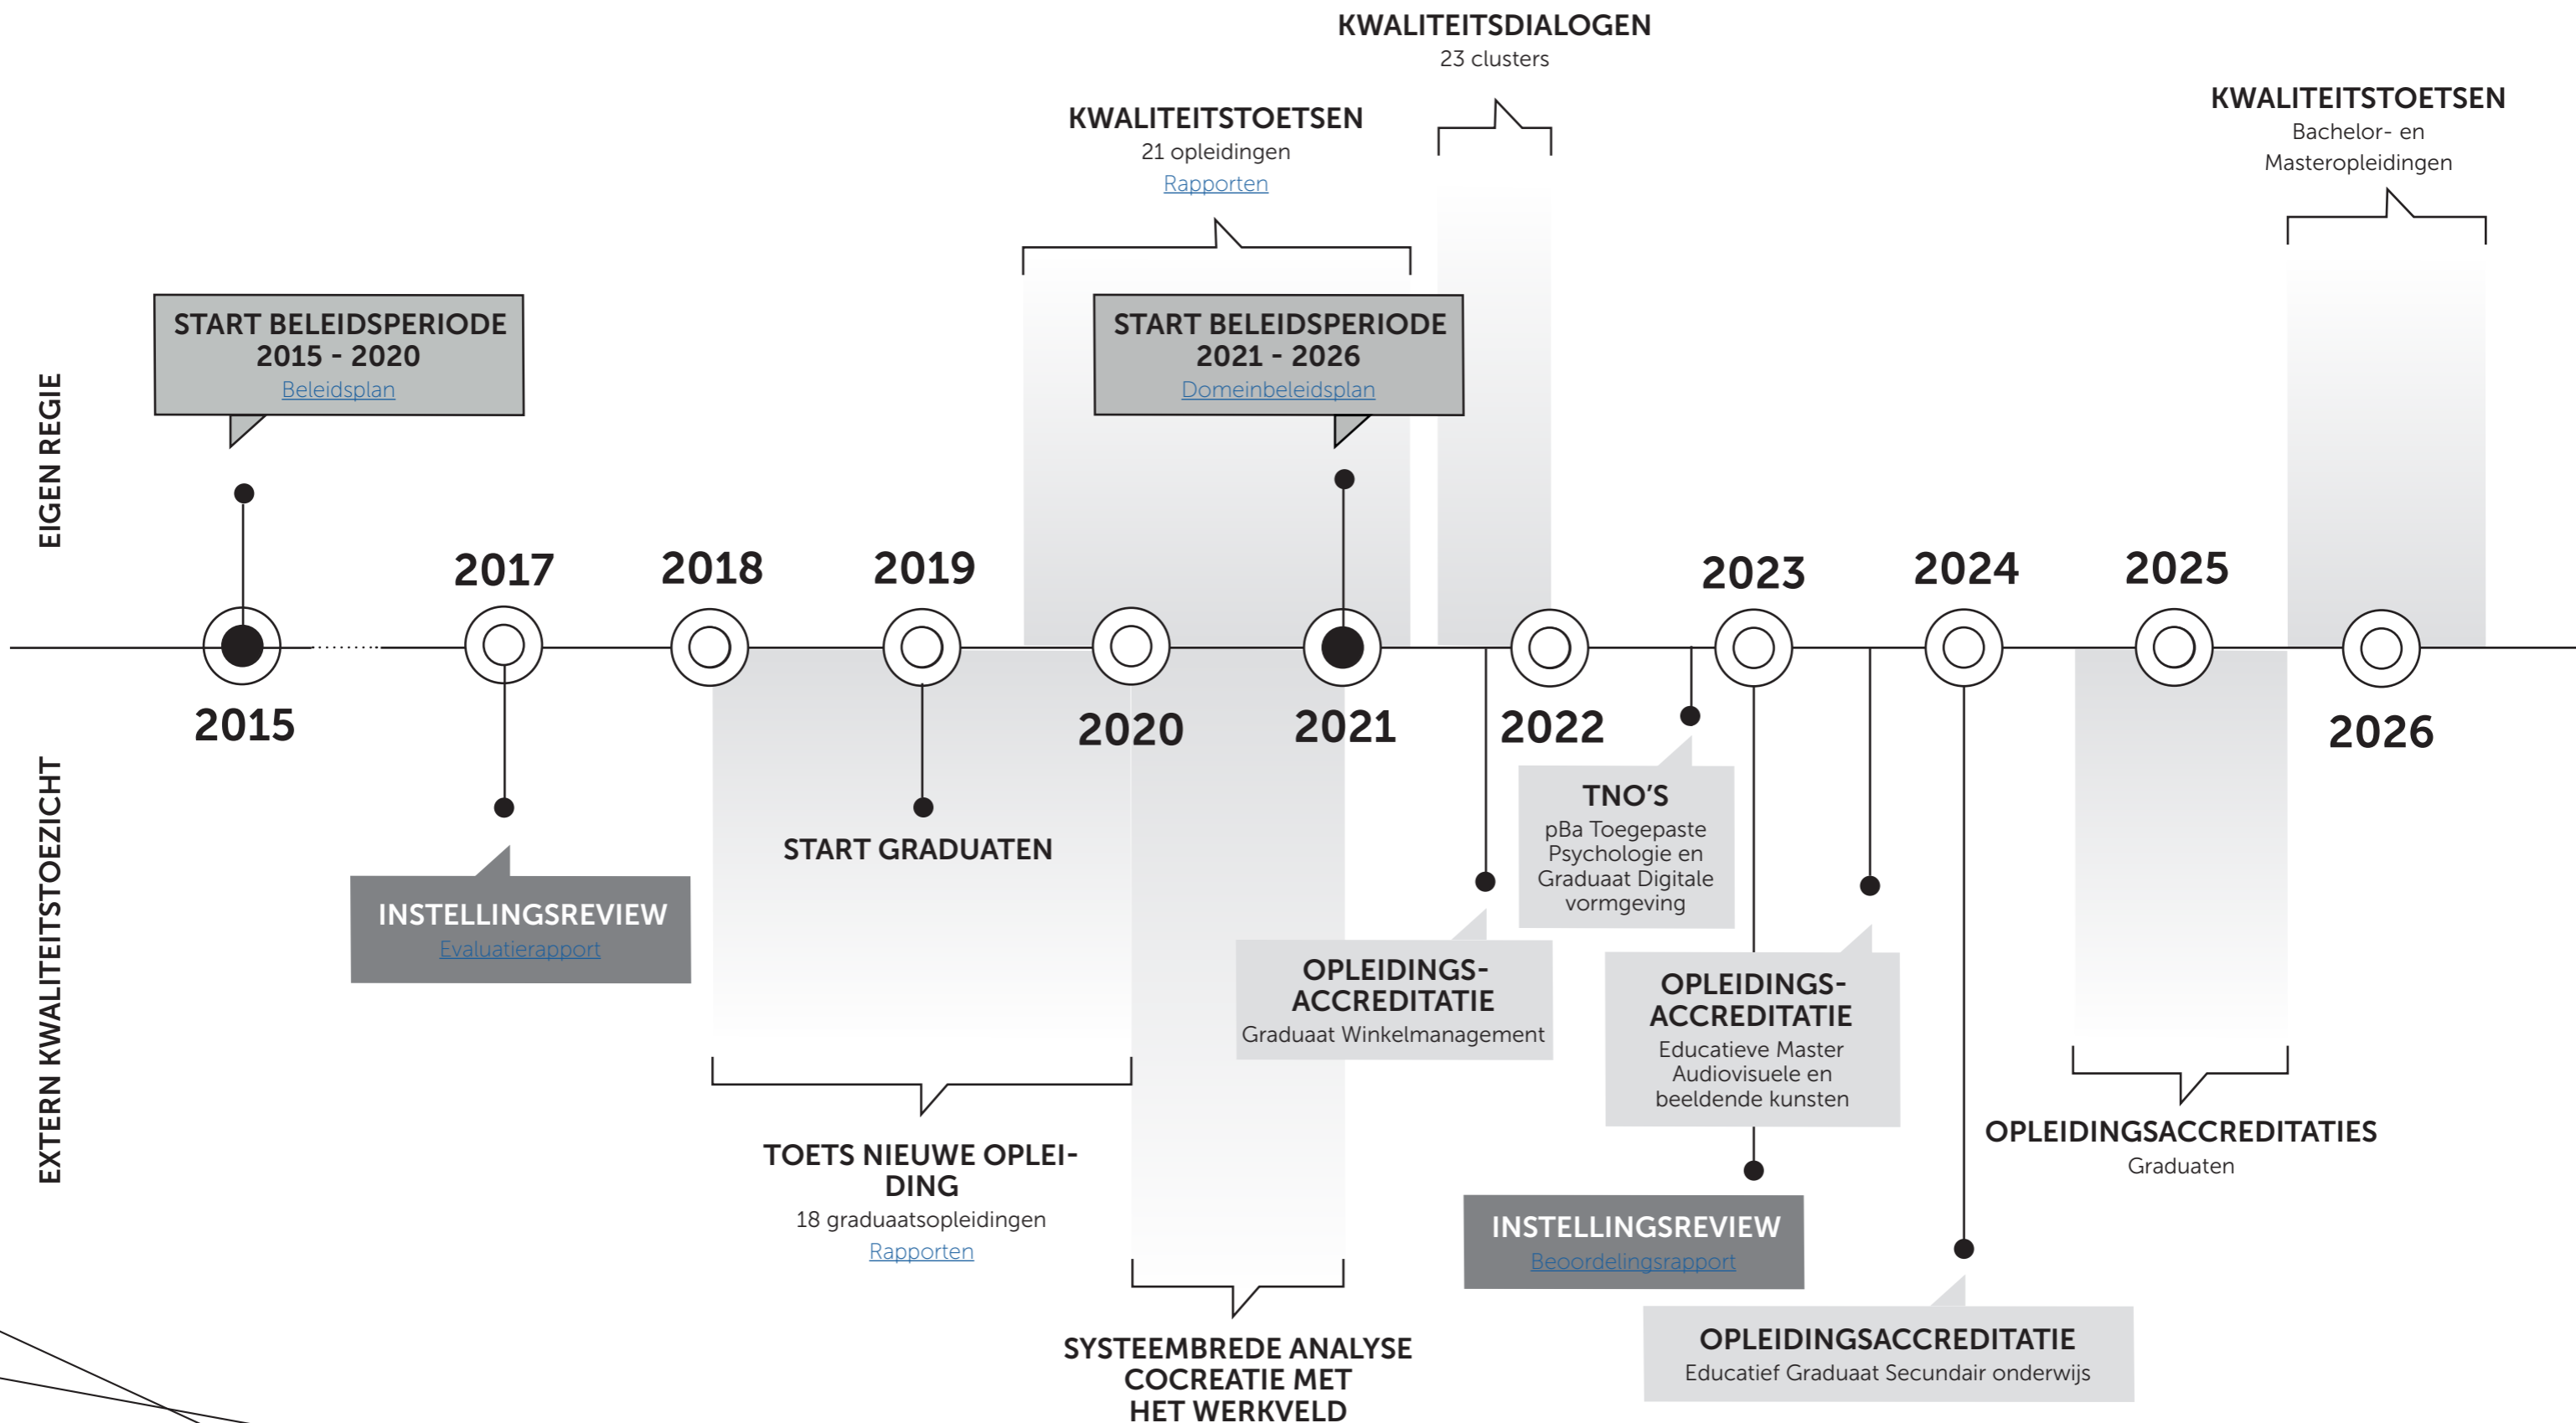 KWALITEITSDIALOGEN
23 clusters
KWALITEITSTOETSEN
21 opleidingen
Rapporten
KWALITEITSTOETSEN
Bachelor- en
Masteropleidingen
EIGEN REGIE
START BELEIDSPERIODE
2015 - 2020
Beleidsplan
START BELEIDSPERIODE
2021 - 2026
Domeinbeleidsplan
2015
2017
2018
2019
2020
2021
2022
2023
2024
2025
2026
EXTERN KWALITEITSTOEZICHT
INSTELLINGSREVIEW
Evaluatierapport
START GRADUATEN
TOETS NIEUWE OPLEI-
DING
18 graduaatsopleidingen
Rapporten
SYSTEEMBREDE ANALYSE
COCREATIE MET
HET WERKVELD
OPLEIDINGS-
ACCREDITATIE
Graduaat Winkelmanagement
TNO'S
pBa Toegepaste
Psychologie en
Graduaat Digitale
vormgeving
OPLEIDINGS-
ACCREDITATIE
Educatieve Master
Audiovisuele en
beeldende kunsten
INSTELLINGSREVIEW
Beoordelingsrapport
OPLEIDINGSACCREDITATIE
Educatief Graduaat Secundair onderwijs
OPLEIDINGSACCREDITATIES
Graduaten